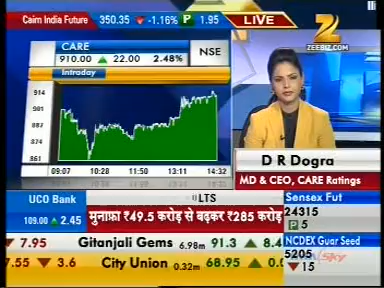 Cairn India Future 350.35 -1.16% P 1.95
LIVE
ZEE
ZEEBIZ.COM
CARE
910.00 22.00 2.48%
NSE
Intraday
914
901
887
874
861
09:07 10:28 11:50 13:11 14:32
D R Dogra
MD & CEO, CARE Ratings
UCO Bank
109.00 2.45
LTS
मुनाफ़ा ₹49.5 करोड़ से बढ़कर ₹285 करोड़
Sensex Fut
24315
P 5
NCDEX Guar Seed
5205
15
7.95 Gitanjali Gems 6.98m 91.3 8.4
7.55 3.6 City Union 0.32m 68.95 0.
sky